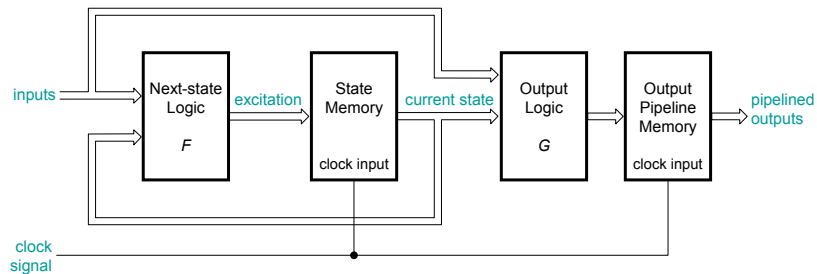 inputs
Next-state
Logic
F
excitation
State
Memory
clock input
current state
Output
Logic
G
Output
Pipeline
Memory
clock input
pipelined
outputs
clock
signal